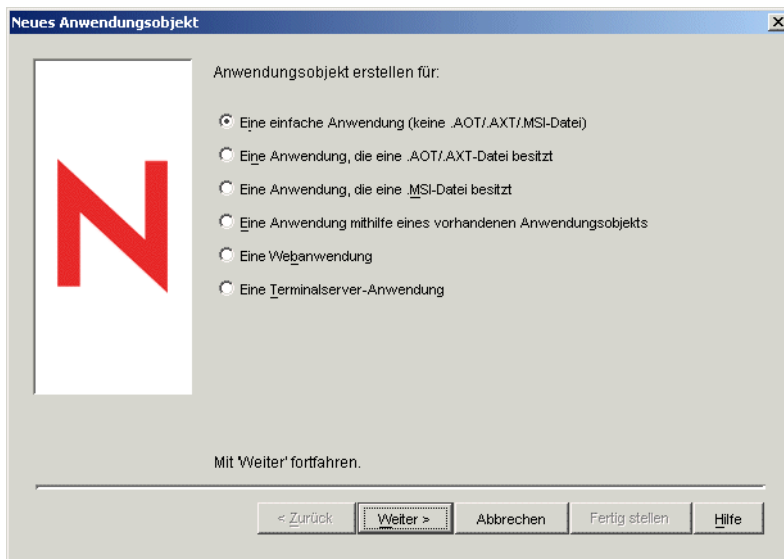 Neues Anwendungsobjekt
Anwendungsobjekt erstellen für:
Eine einfache Anwendung (keine .AOT/.AXT/.MSI-Datei)
Eine Anwendung, die eine .AOT/.AXT-Datei besitzt
Eine Anwendung, die eine .MSI-Datei besitzt
Eine Anwendung mithilfe eines vorhandenen Anwendungsobjekts
Eine Webanwendung
Eine Terminalserver-Anwendung
N
Mit 'Weiter' fortfahren.
< Zurück Weiter > Abbrechen Fertig stellen Hilfe